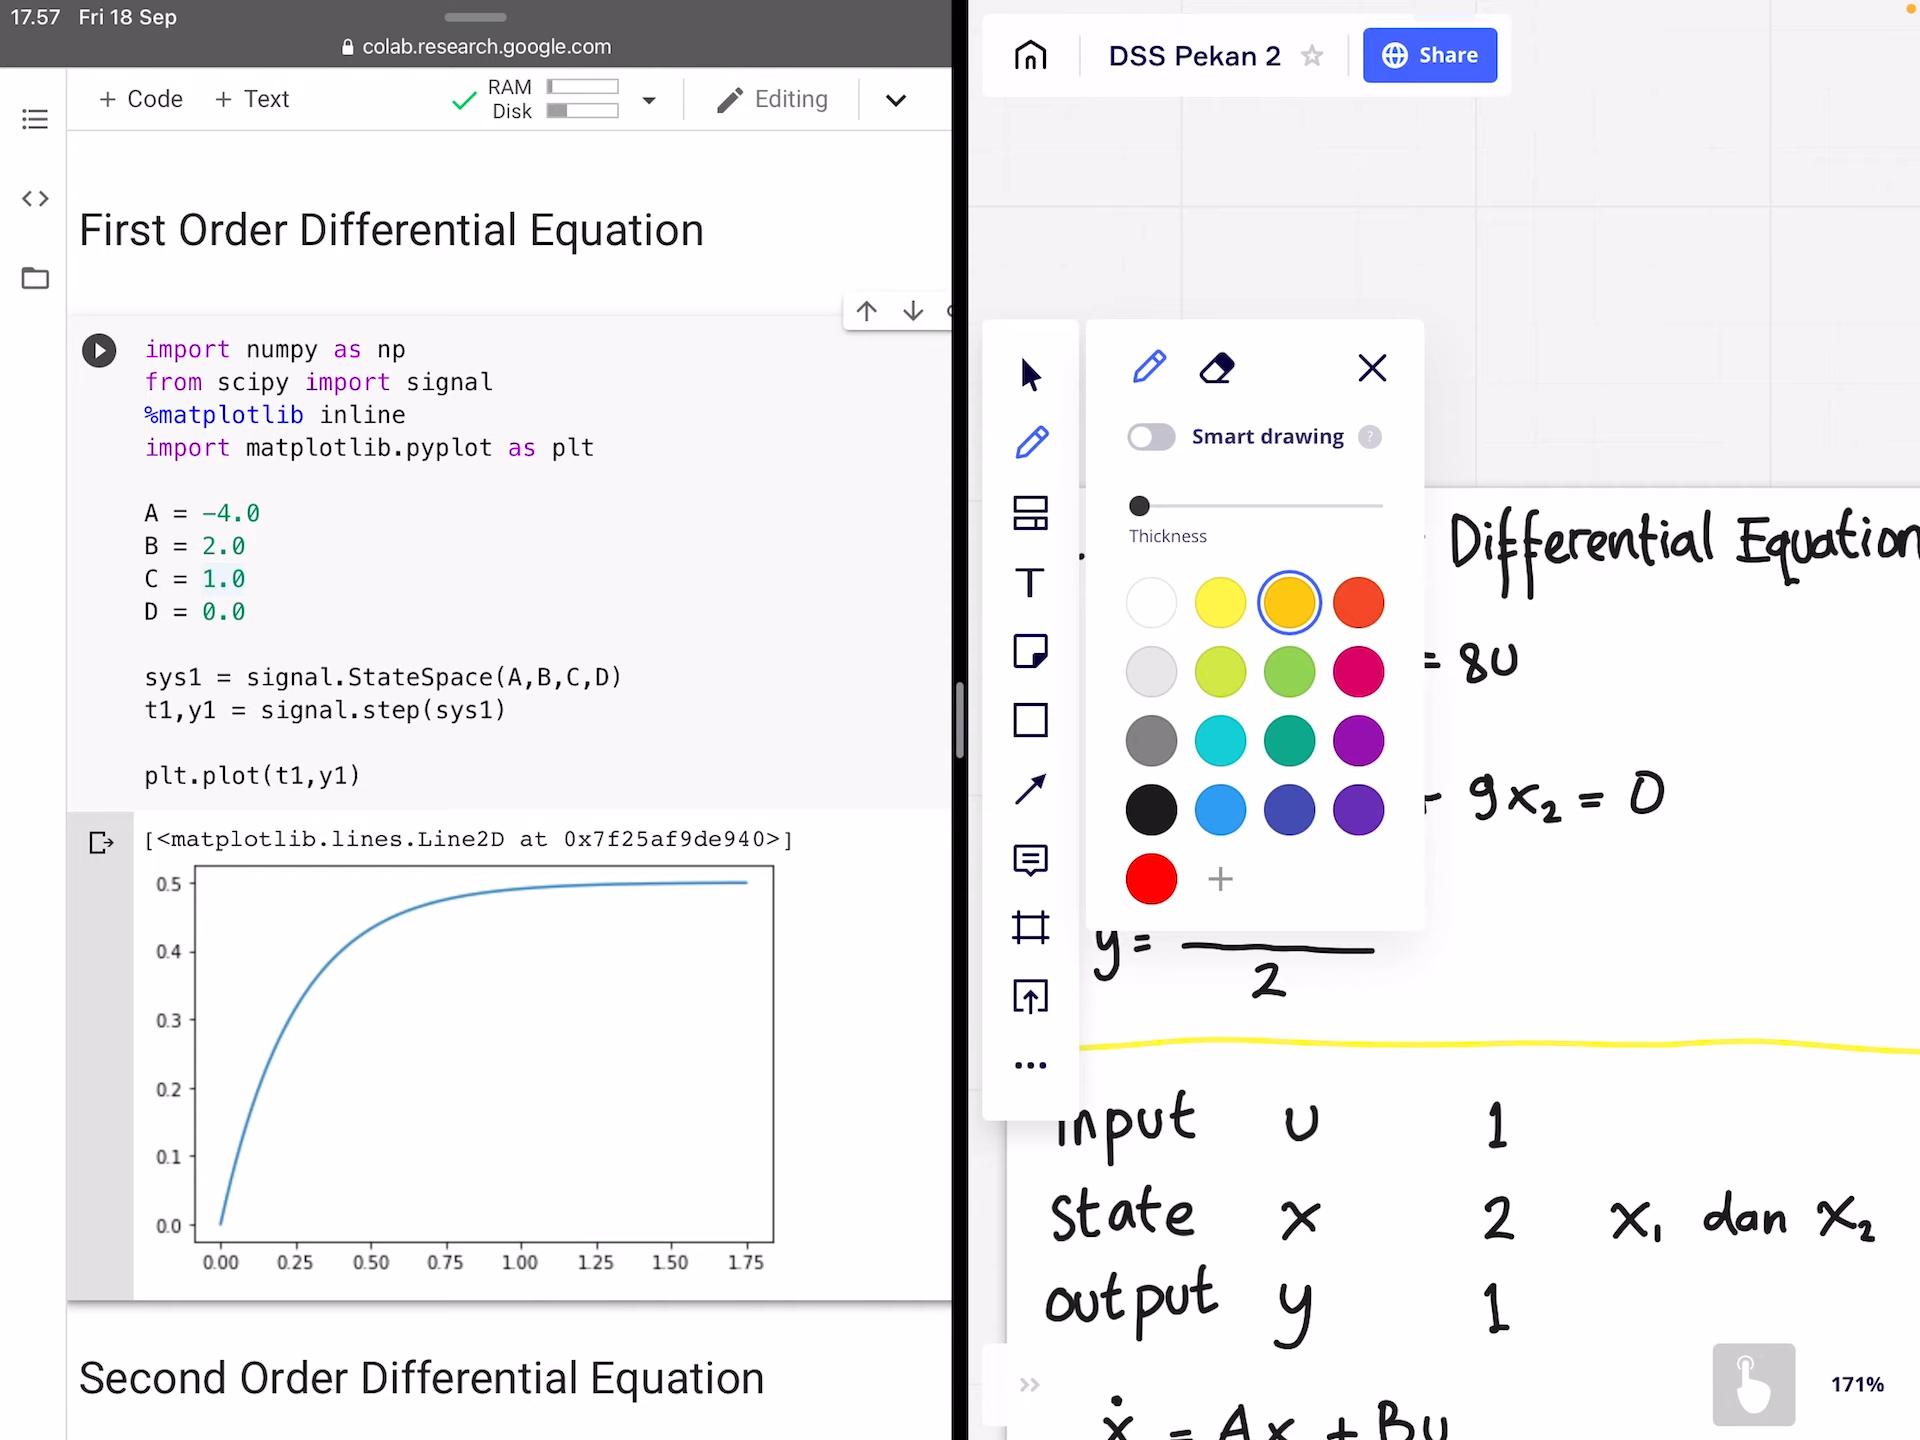 17.57 Fri 18 Sep
colab.research.google.com
+ Code + Text
RAM
Disk
Editing
First Order Differential Equation
import numpy as np
from scipy import signal
%matplotlib inline
import matplotlib.pyplot as plt
A = -4.0
B = 2.0
C = 1.0
D = 0.0
sys1 = signal.StateSpace(A,B,C,D)
t1,y1 = signal.step(sys1)
plt.plot(t1,y1)
[<matplotlib.lines.Line2D at 0x7f25af9de940>]
0.5
0.4
0.3
0.2
0.1
0.0
0.00 0.25 0.50 0.75 1.00 1.25 1.50 1.75
Second Order Differential Equation
DSS Pekan 2
Share
Smart drawing ?
Thickness
T
Differential Equation
= 8u
9x₂ = 0
y =
2
input u 1
state x 2 x₁ dan x₂
output y 1
ẋ = Ax + Bu
171%